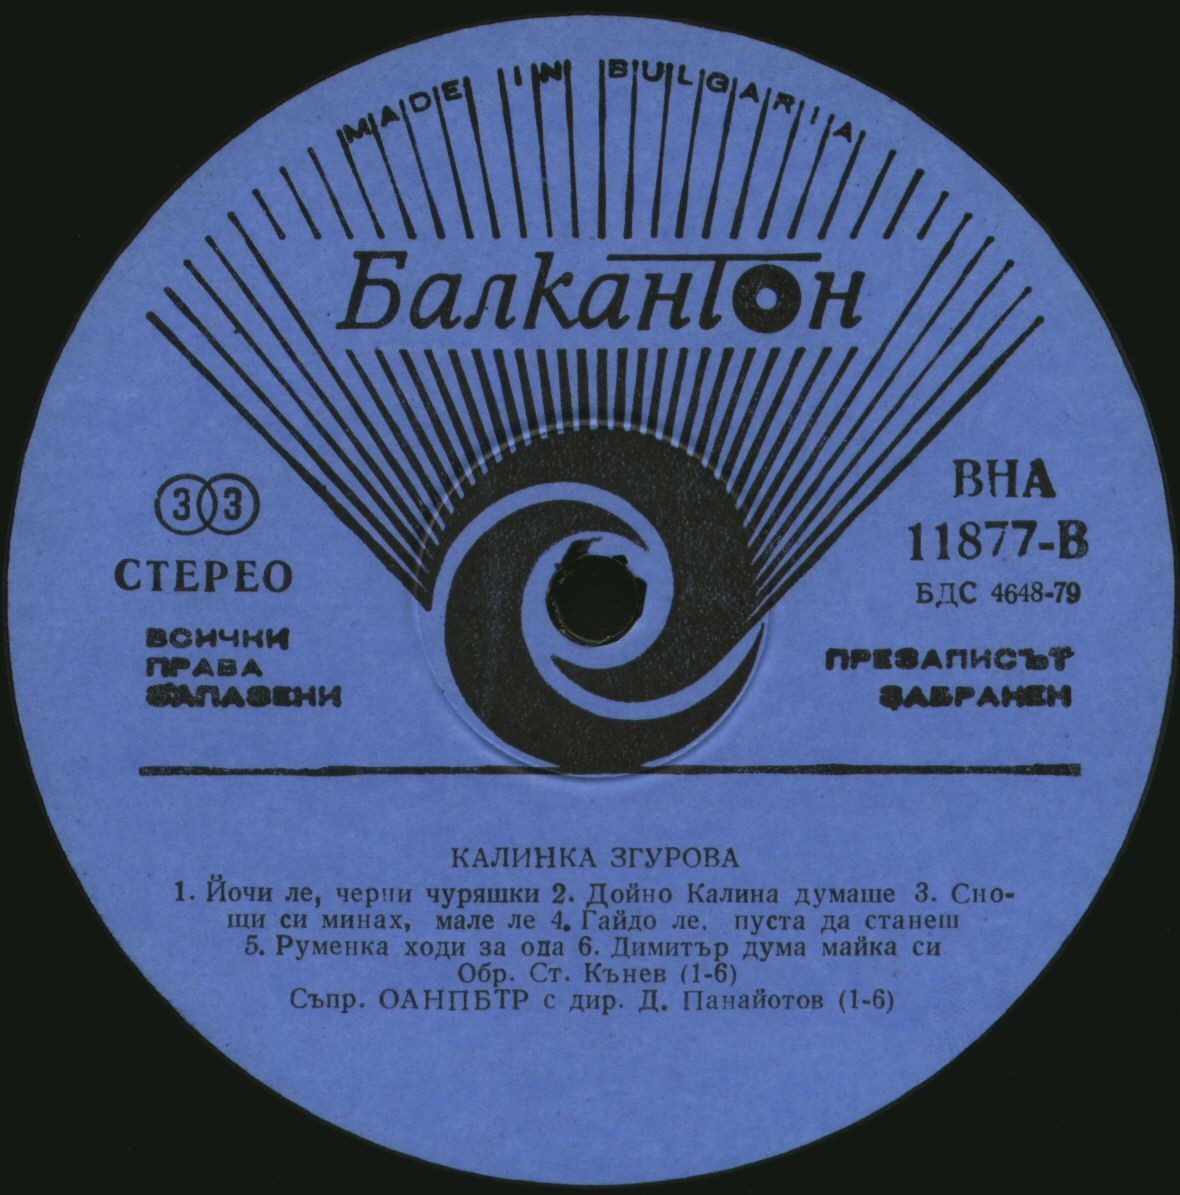 MADE IN BULGARIA
Балкантон
33
СТЕРЕО
ВСИЧКИ
ПРАВА
ЗАПАЗЕНИ
ВНА
11877-В
БДС 4648-79
ПРЕЗАПИСЪТ
ЗАБРАНЕН
КАЛИНКА ЗГУРОВА
1. Йочи ле, черни чуряшки 2. Дойно Калина думаше 3. Сно-
щи си минах, мале ле 4. Гайдо ле, пуста да станеш
5. Руменка ходи за ода 6. Димитър дума майка си
Обр. Ст. Кънев (1-6)
Съпр. ОАНПБТР с дир. Д. Панайотов (1-6)